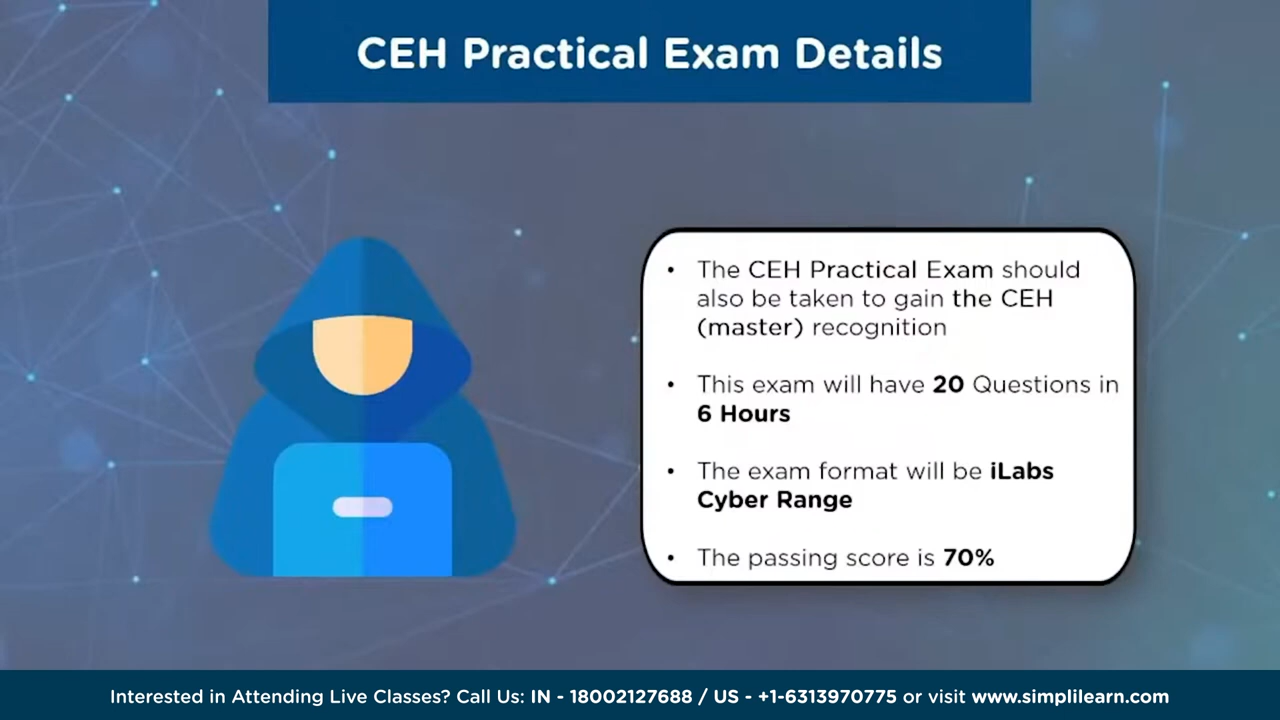 CEH Practical Exam Details
• The CEH Practical Exam should
also be taken to gain the CEH
(master) recognition
• This exam will have 20 Questions in
6 Hours
• The exam format will be iLabs
Cyber Range
• The passing score is 70%
Interested in Attending Live Classes? Call Us: IN - 18002127688 / US - +1-6313970775 or visit www.simplilearn.com